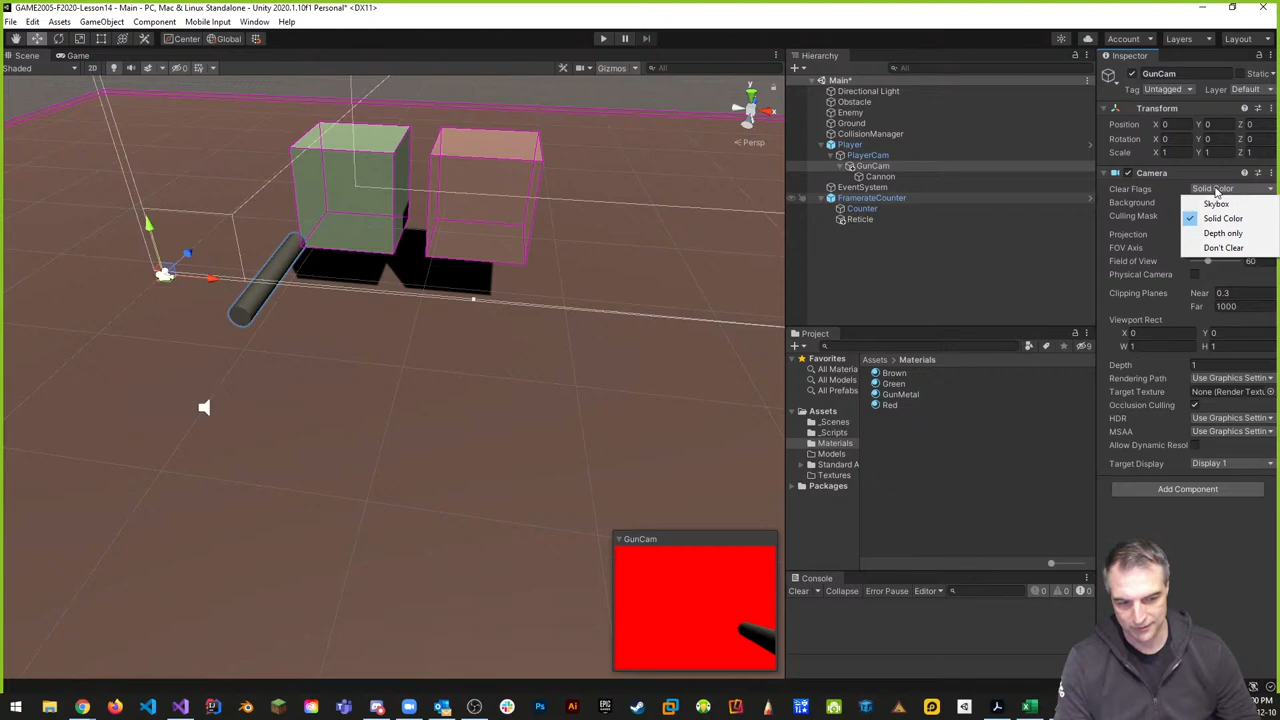 GAME2005-F2020-Lesson14 - Main - PC, Mac & Linux Standalone - Unity 2020.1.10f1 Personal* <DX11>
File Edit Assets GameObject Component Mobile Input Window Help
Center Global Account Layers Layout
Scene Game
Shaded 2D 0 Gizmos All
y
x
Persp
GunCam
Hierarchy
All
Main*
Directional Light
Obstacle
Enemy
Ground
CollisionManager
Player
PlayerCam
GunCam
Cannon
EventSystem
FramerateCounter
Counter
Reticle
Project
9
Favorites
All Materia
All Models
All Prefabs
Assets
_Scenes
_Scripts
Materials
Models
Standard A
Textures
Packages
Assets Materials
Brown
Green
GunMetal
Red
Console
Clear Collapse Error Pause Editor 0 0 0
Inspector
GunCam Static
Tag Untagged Layer Default
Transform
Position X 0 Y 0 Z 0
Rotation X 0 Y 0 Z 0
Scale X 1 Y 1 Z 1
Camera
Clear Flags Solid Color
Background
Culling Mask
Skybox
Solid Color
Depth only
Don't Clear
Projection
FOV Axis
Field of View 60
Physical Camera
Clipping Planes Near 0.3
Far 1000
Viewport Rect
X 0 Y 0
W 1 H 1
Depth 1
Rendering Path Use Graphics Settin
Target Texture None (Render Textu
Occlusion Culling
HDR Use Graphics Settin
MSAA Use Graphics Settin
Allow Dynamic Resol
Target Display Display 1
Add Component